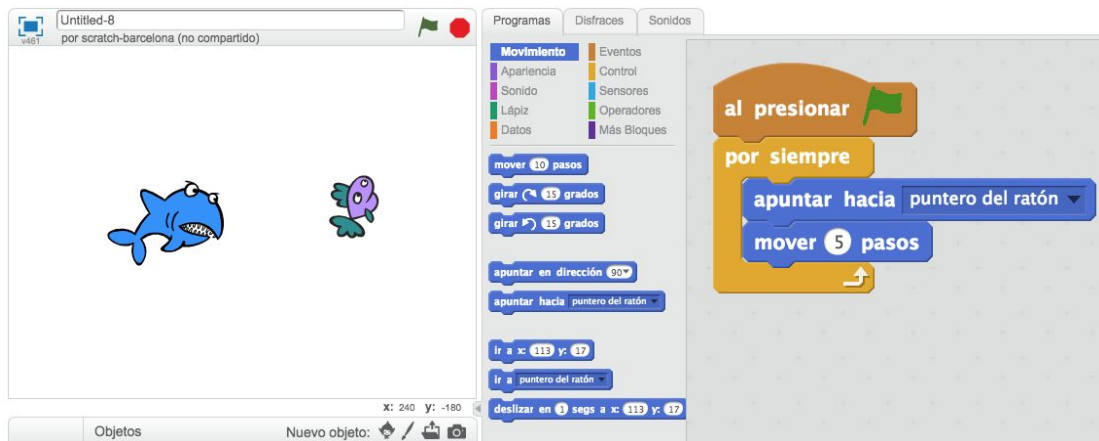 Untitled-8
por scratch-barcelona (no compartido)
v461
x: 240 y: -180
Objetos
Nuevo objeto:
Programas
Disfraces
Sonidos
Movimiento
Eventos
Apariencia
Control
Sonido
Sensores
Lápiz
Operadores
Datos
Más Bloques
mover 10 pasos
girar 15 grados
girar 15 grados
apuntar en dirección 90
apuntar hacia puntero del ratón
ir a x: 113 y: 17
ir a puntero del ratón
deslizar en 1 segs a x: 113 y: 17
al presionar
por siempre
apuntar hacia puntero del ratón
mover 5 pasos